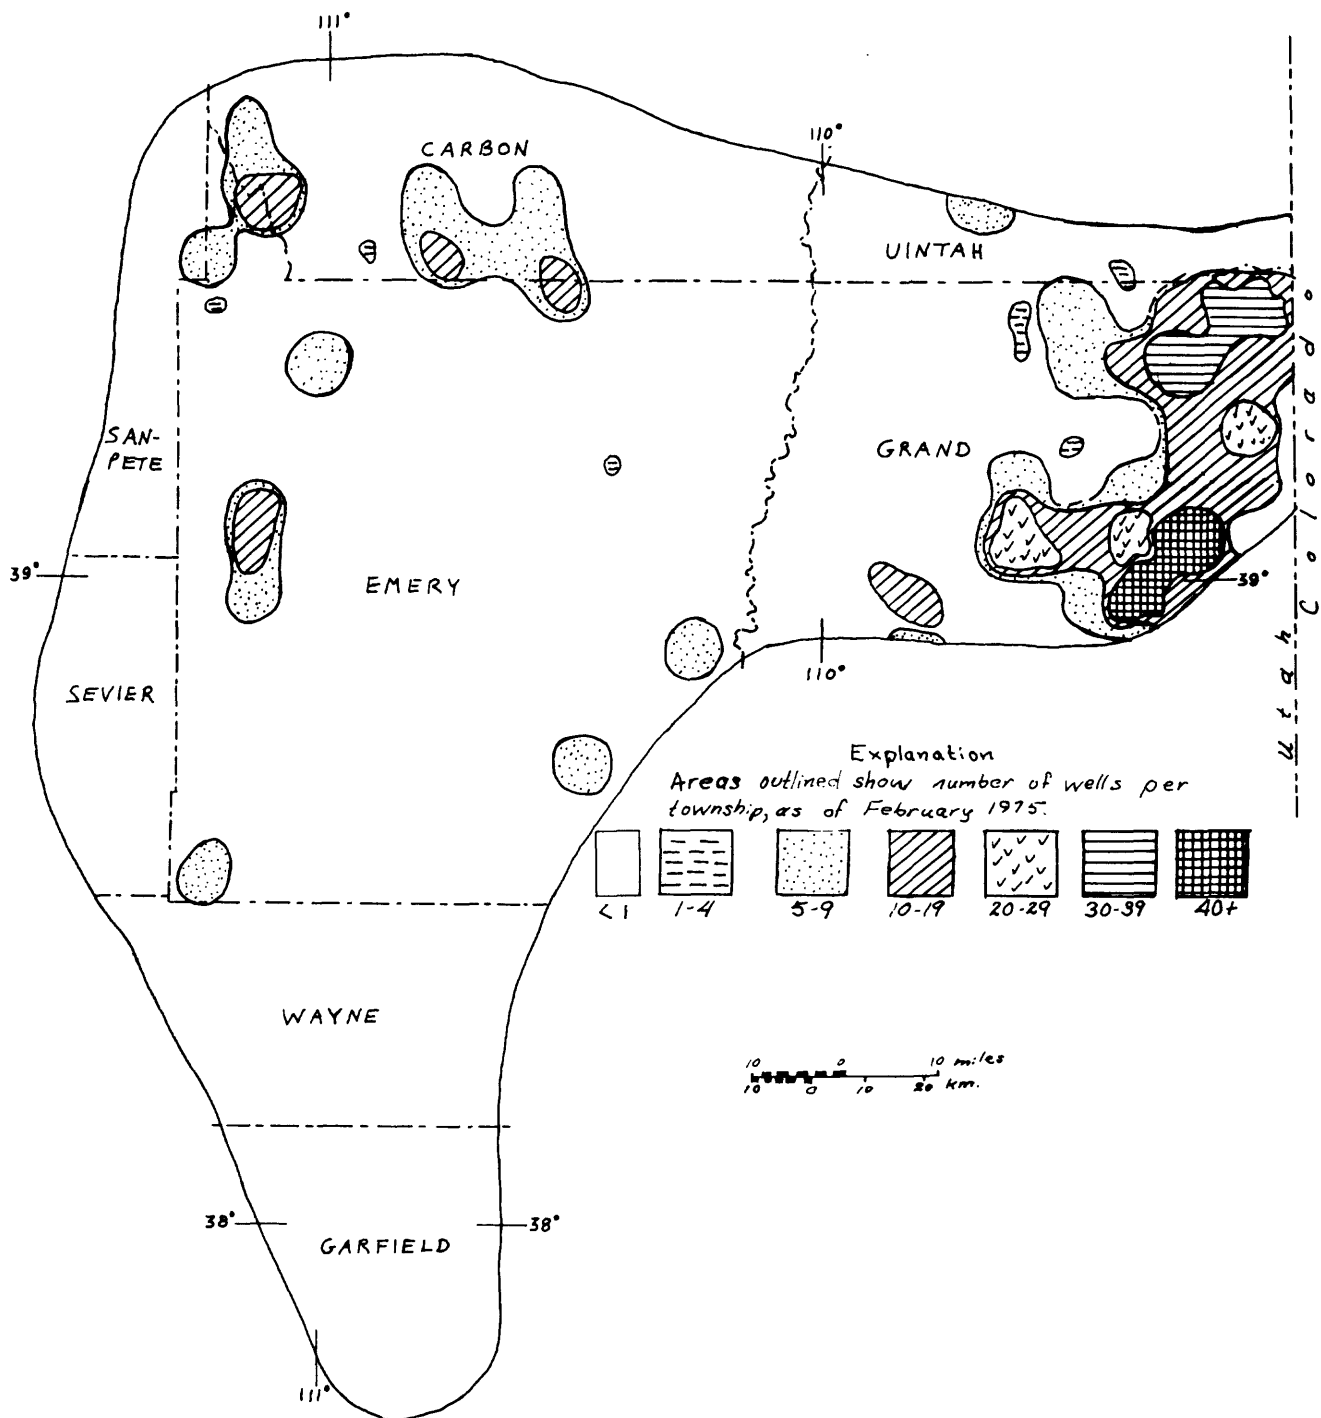 111°
110°
CARBON
UINTAH
SAN-
PETE
GRAND
39°
EMERY
39°
110°
SEVIER
Utah
Colorado
Explanation
Areas outlined show number of wells per
township, as of February 1975.
<1 1-4 5-9 10-19 20-29 30-39 40+
WAYNE
10 0 10 miles
10 0 10 20 km.
38° 38°
GARFIELD
111°